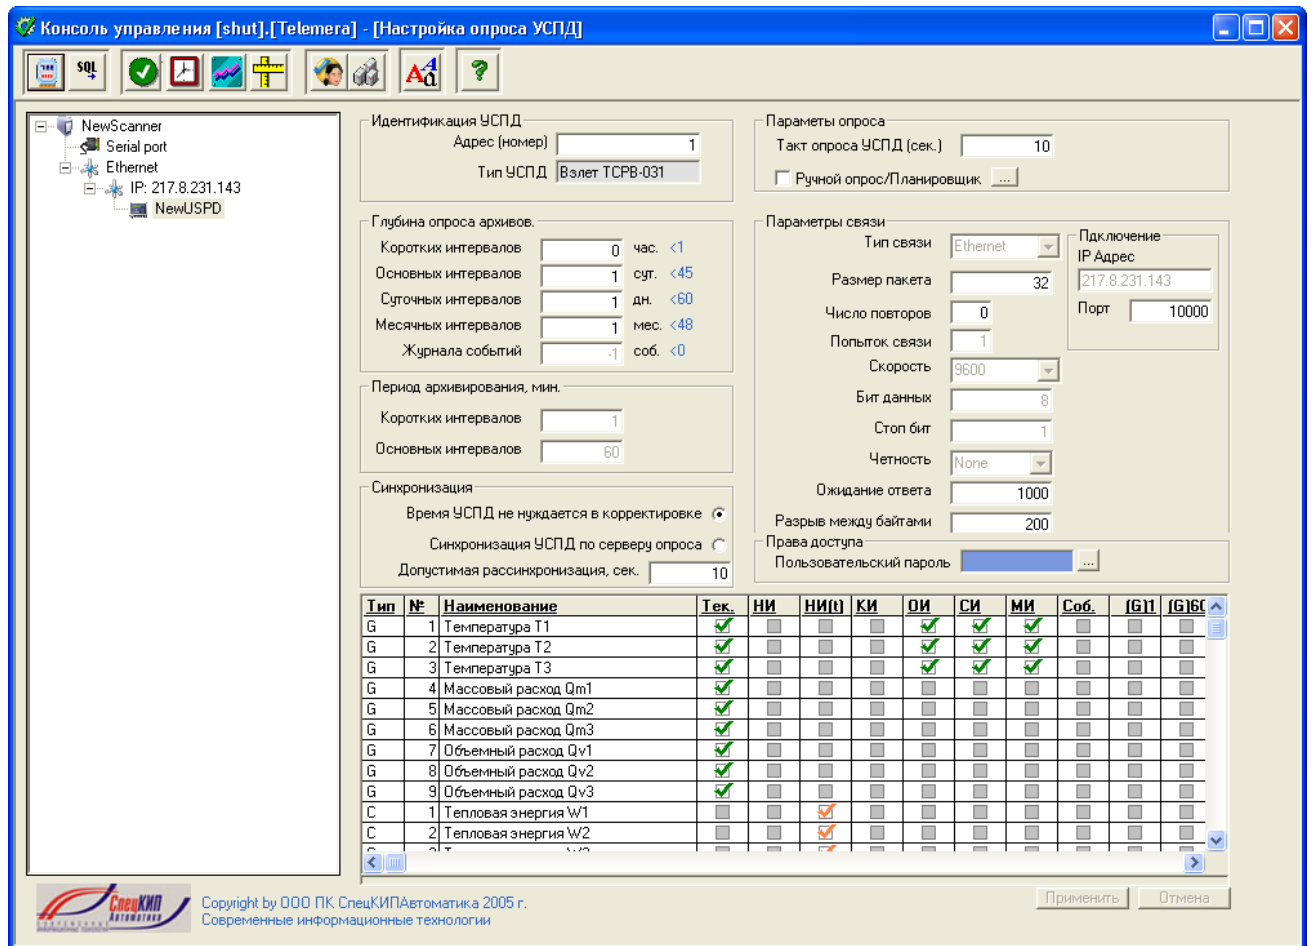 Консоль управления [shut].[Telemera] - [Настройка опроса УСПД]
SQL
Aa
?
NewScanner
Serial port
Ethernet
IP: 217.8.231.143
NewUSPD
Идентификация УСПД
Адрес (номер) 1
Тип УСПД Взлет ТСРВ-031
Глубина опроса архивов.
Коротких интервалов 0 час. <1
Основных интервалов 1 сут. <45
Суточных интервалов 1 дн. <60
Месячных интервалов 1 мес. <48
Журнала событий -1 соб. <0
Период архивирования, мин.
Коротких интервалов 1
Основных интервалов 60
Синхронизация
Время УСПД не нуждается в корректировке
Синхронизация УСПД по серверу опроса
Допустимая рассинхронизация, сек. 10
Параметы опроса
Такт опроса УСПД (сек.) 10
Ручной опрос/Планировщик ...
Параметры связи
Тип связи Ethernet
Размер пакета 32
Число повторов 0
Попыток связи 1
Скорость 9600
Бит данных 8
Стоп бит 1
Четность None
Ожидание ответа 1000
Разрыв между байтами 200
Пдключение
IP Адрес
217.8.231.143
Порт 10000
Права доступа
Пользовательский пароль ...
Тип № Наименование Тек. НИ НИ(t) КИ ОИ СИ МИ Соб. (G)1 (G)60
G 1 Температура T1
G 2 Температура T2
G 3 Температура T3
G 4 Массовый расход Qm1
G 5 Массовый расход Qm2
G 6 Массовый расход Qm3
G 7 Объемный расход Qv1
G 8 Объемный расход Qv2
G 9 Объемный расход Qv3
C 1 Тепловая энергия W1
C 2 Тепловая энергия W2
СпецКИП
Автоматика
Copyright by ООО ПК СпецКИПАвтоматика 2005 г.
Современные информационные технологии
Применить Отмена